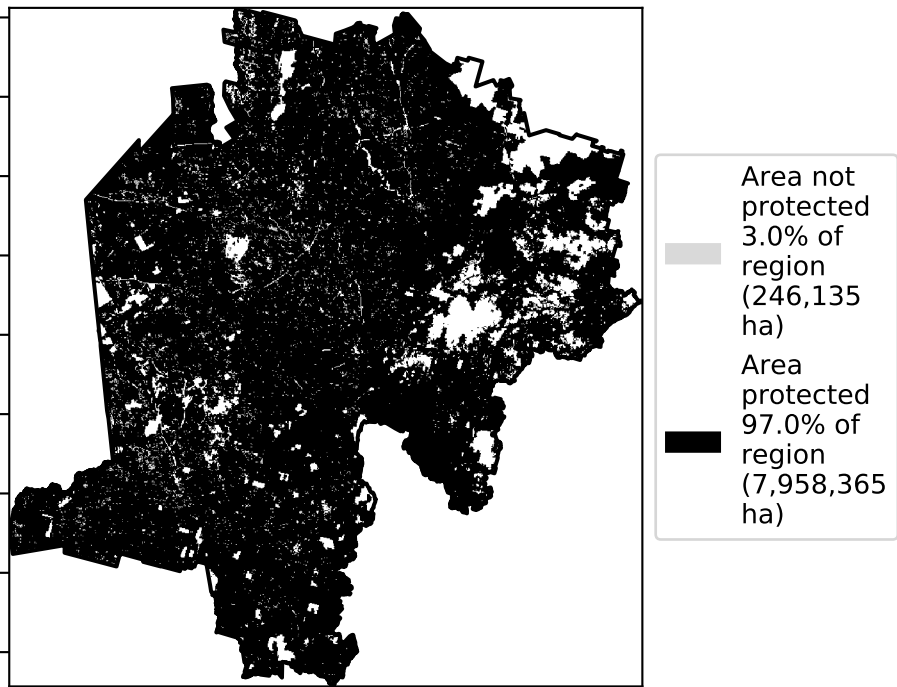 Area not
protected
3.0% of
region
(246,135
ha)
Area
protected
97.0% of
region
(7,958,365
ha)